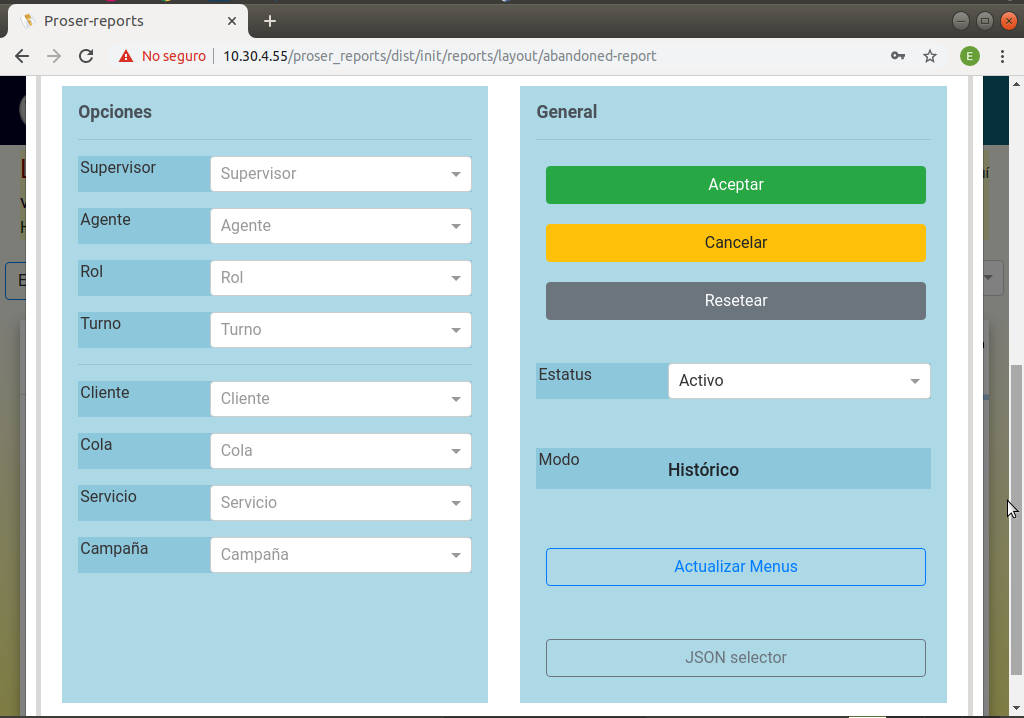 Proser-reports
No seguro
10.30.4.55/proser_reports/dist/init/reports/layout/abandoned-report
E
Opciones
Supervisor
Supervisor
Agente
Agente
Rol
Rol
Turno
Turno
Cliente
Cliente
Cola
Cola
Servicio
Servicio
Campaña
Campaña
General
Aceptar
Cancelar
Resetear
Estatus
Activo
Modo
Histórico
Actualizar Menus
JSON selector